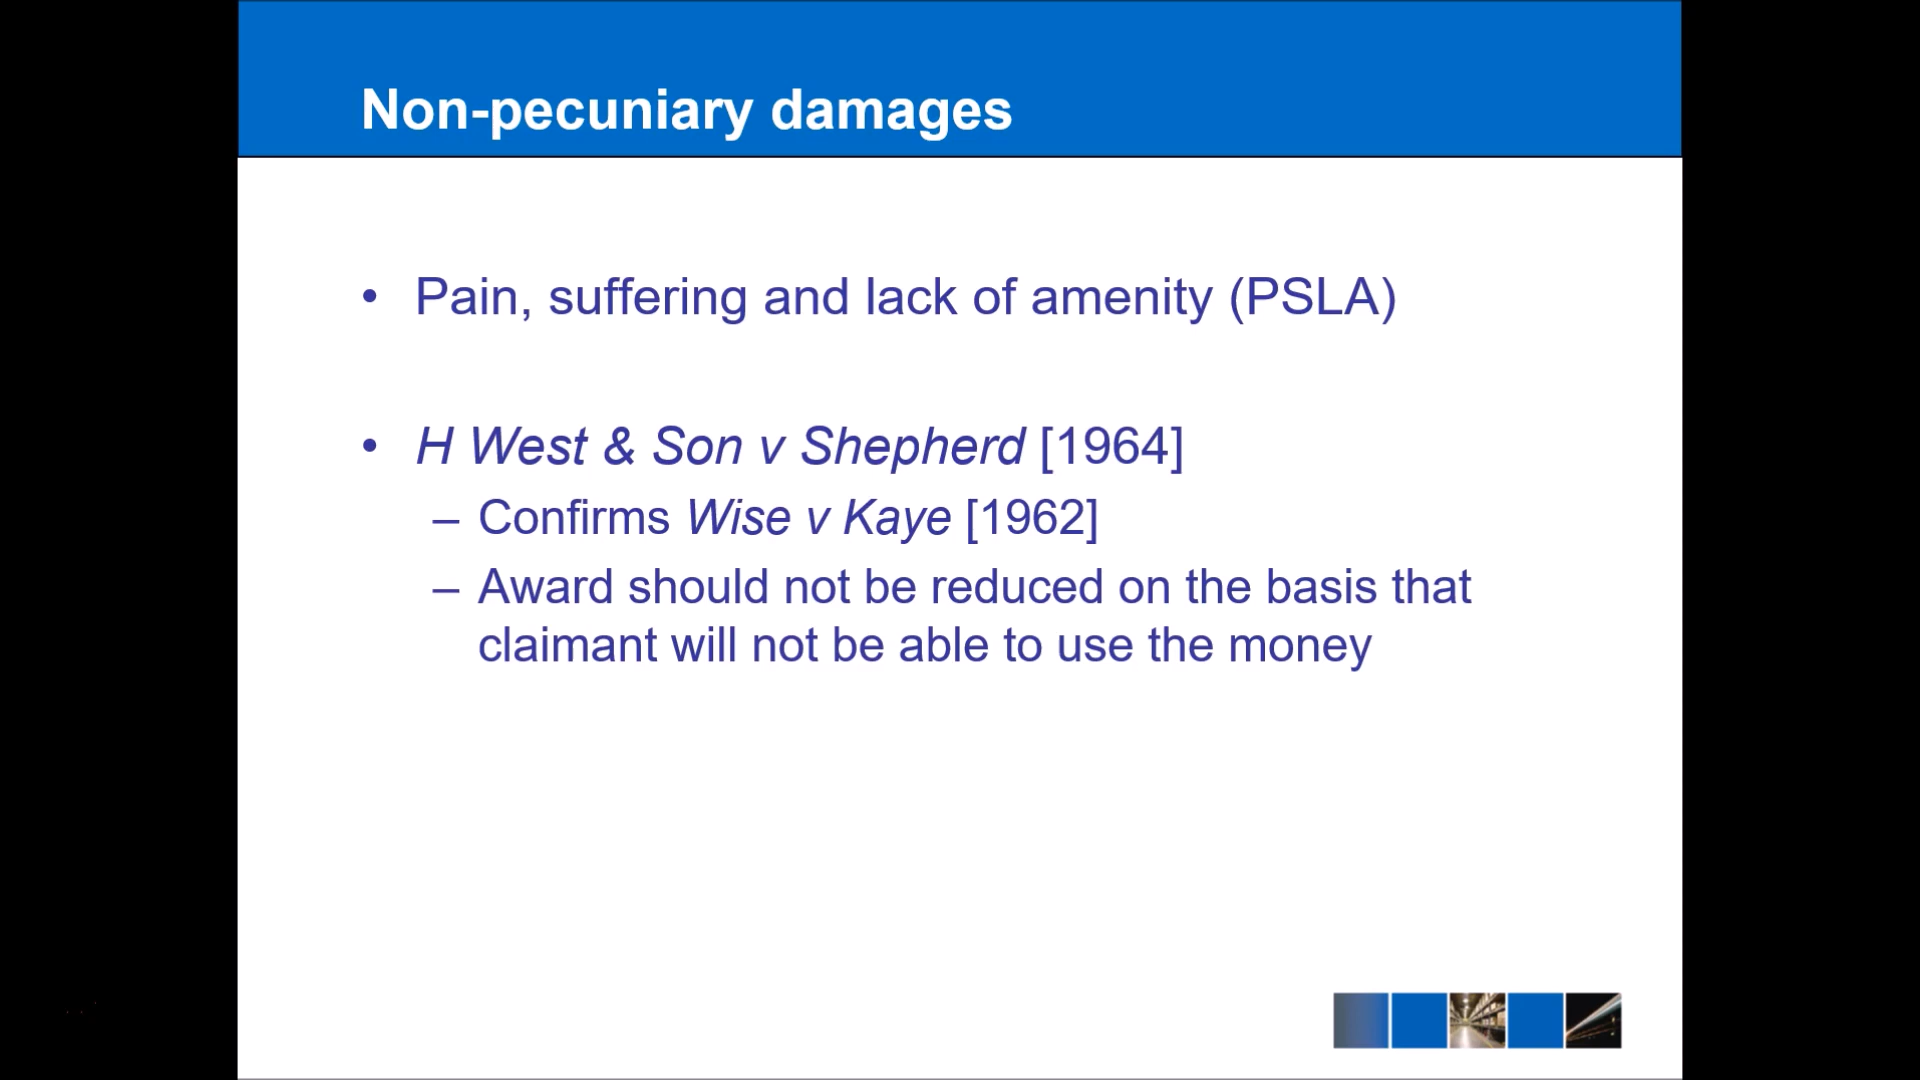 Non-pecuniary damages
• Pain, suffering and lack of amenity (PSLA)
• H West & Son v Shepherd [1964]
– Confirms Wise v Kaye [1962]
– Award should not be reduced on the basis that
claimant will not be able to use the money